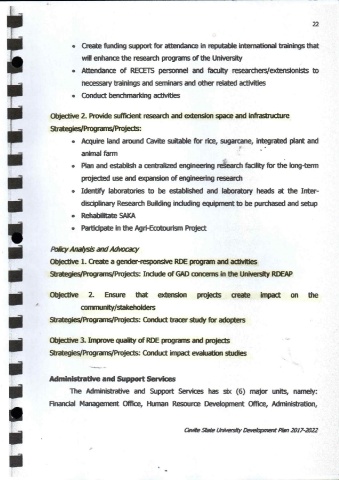 22
• Create funding support for attendance in reputable international trainings that
will enhance the research programs of the University
• Attendance of RECETS personnel and faculty researchers/extensionists to
necessary trainings and seminars and other related activities
• Conduct benchmarking activities
Objective 2. Provide sufficient research and extension space and infrastructure
Strategies/Programs/Projects:
• Acquire land around Cavite suitable for rice, sugarcane, integrated plant and
animal farm
• Plan and establish a centralized engineering research facility for the long-term
projected use and expansion of engineering research
• Identify laboratories to be established and laboratory heads at the Inter-
disciplinary Research Building including equipment to be purchased and setup
• Rehabilitate SAKA
• Participate in the Agri-Ecotourism Project
Policy Analysis and Advocacy
Objective 1. Create a gender-responsive RDE program and activities
Strategies/Programs/Projects: Include of GAD concerns in the University RDEAP
Objective 2. Ensure that extension projects create impact on the
community/stakeholders
Strategies/Programs/Projects: Conduct tracer study for adopters
Objective 3. Improve quality of RDE programs and projects
Strategies/Programs/Projects: Conduct impact evaluation studies
Administrative and Support Services
The Administrative and Support Services has six (6) major units, namely:
Financial Management Office, Human Resource Development Office, Administration,
Cavite State University Development Plan 2017-2022